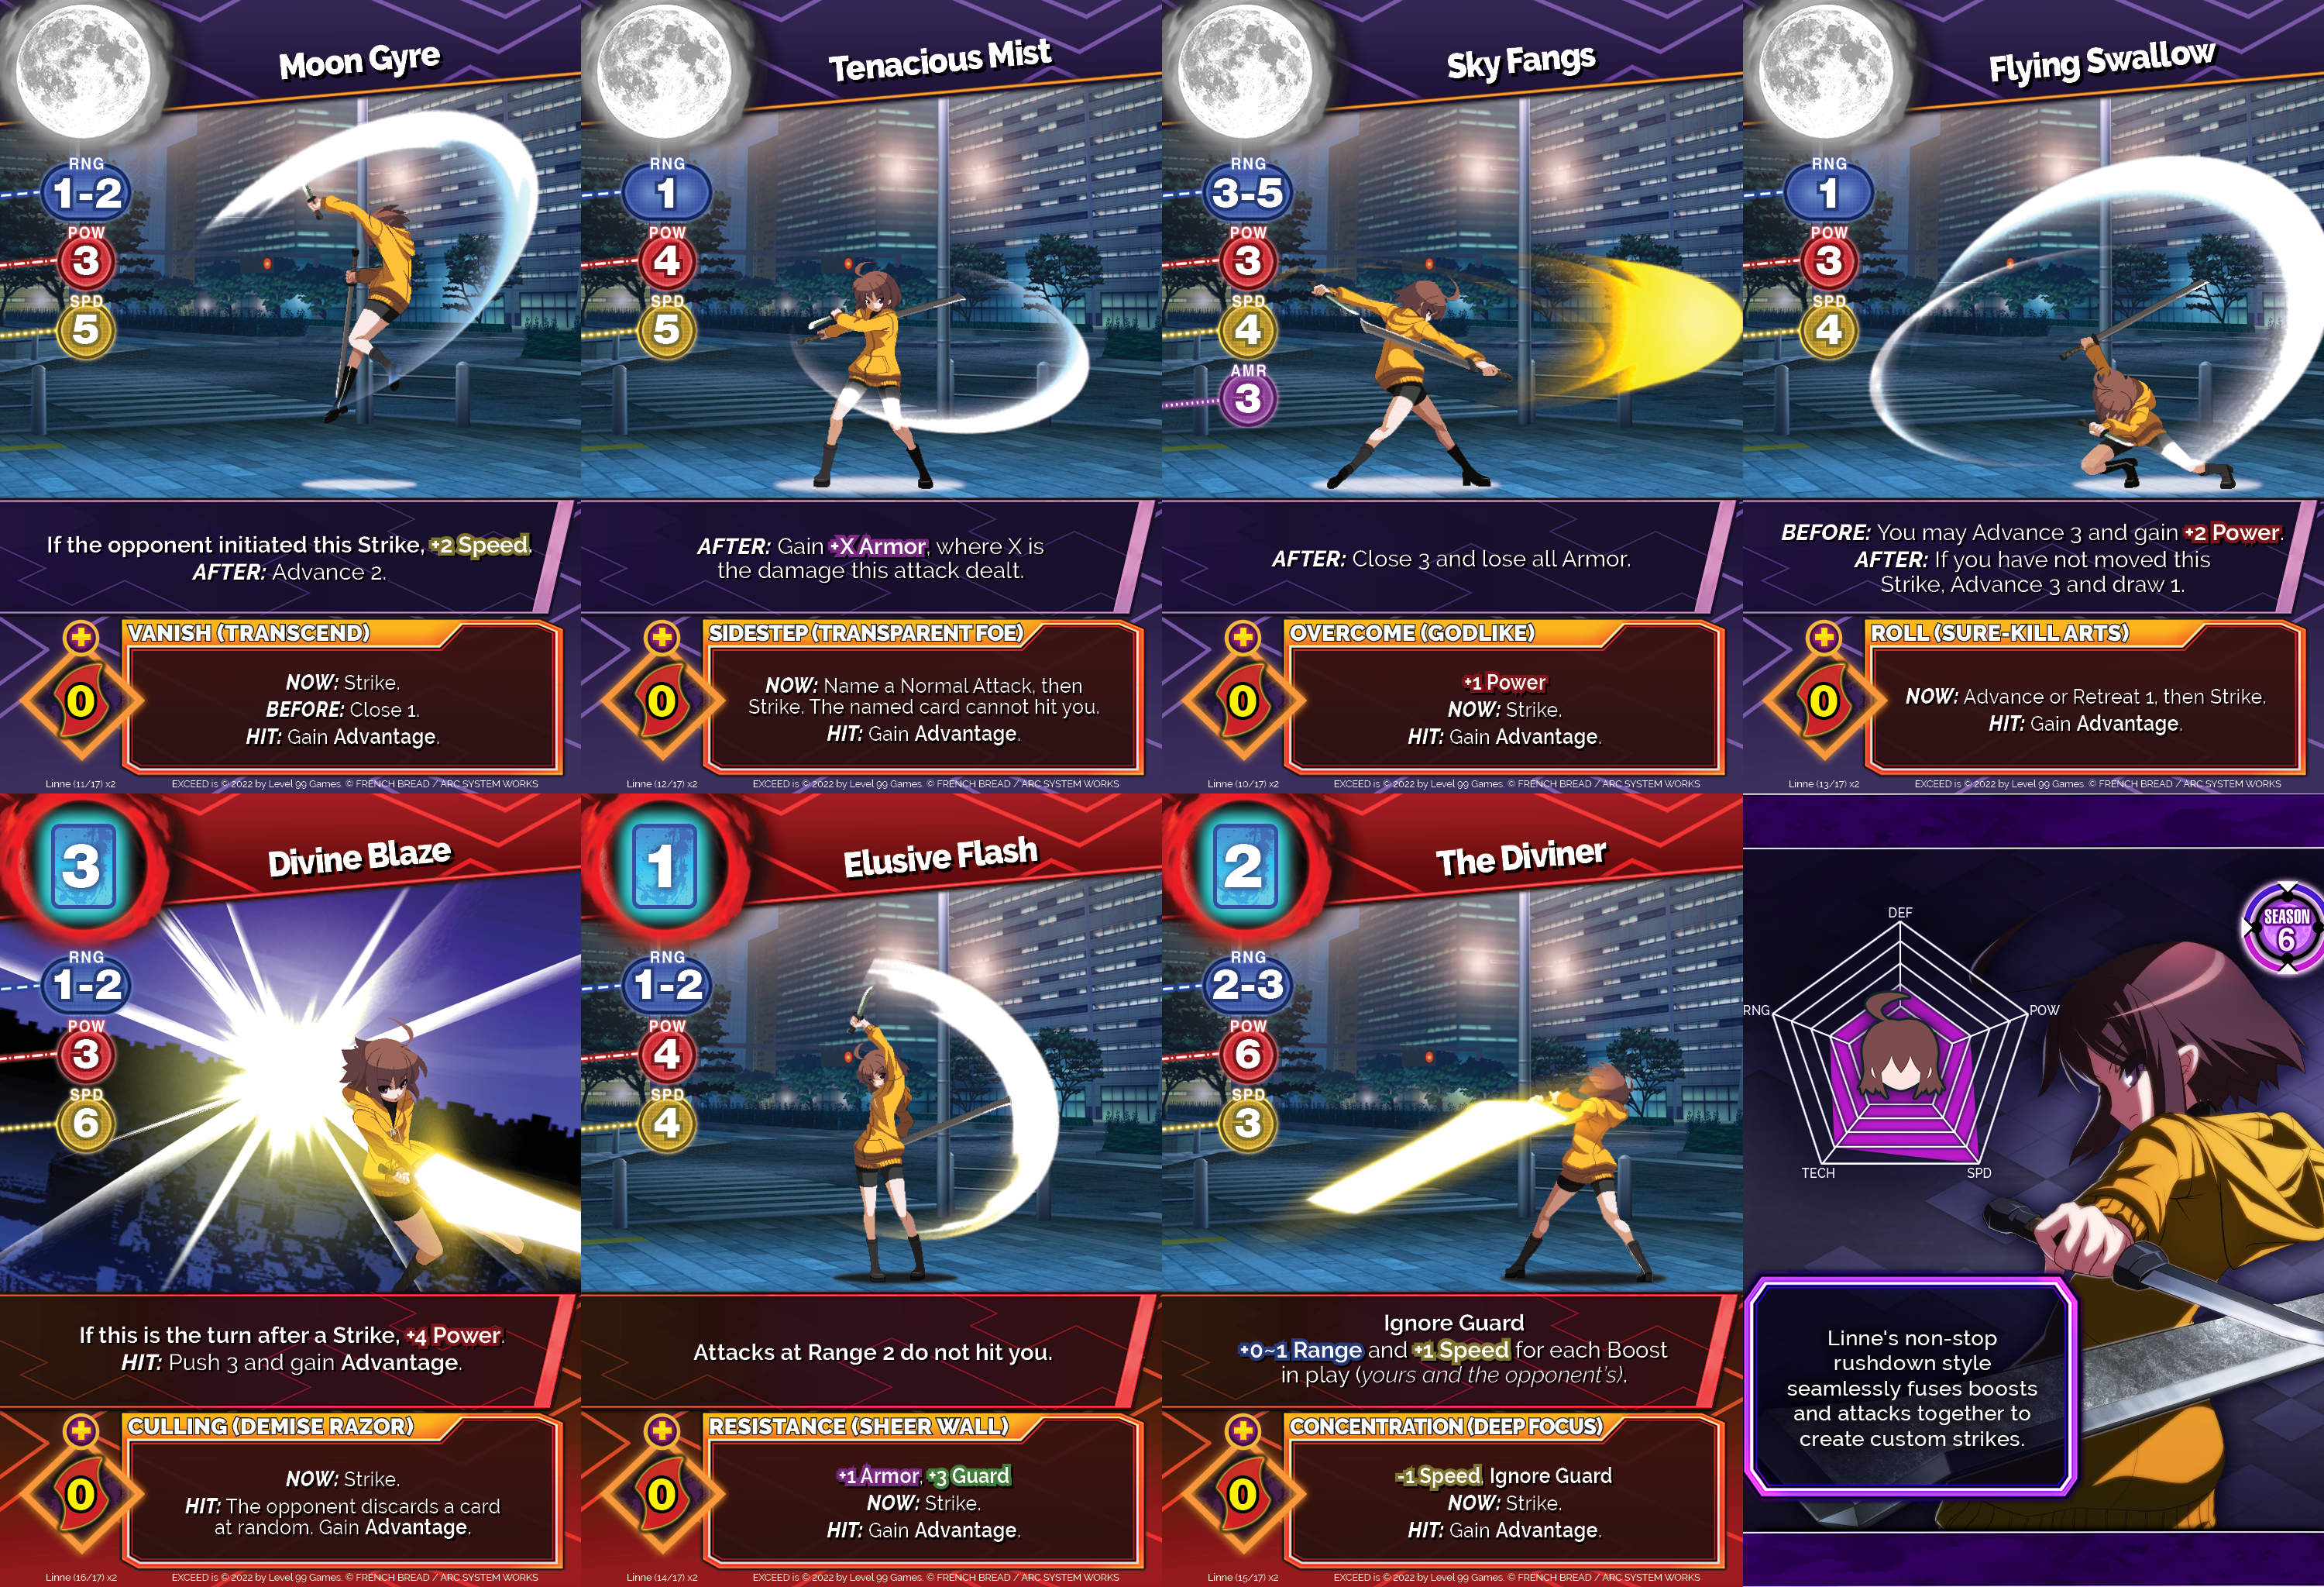 Moon Gyre
RNG
1-2
POW
3
SPD
5
If the opponent initiated this Strike, +2 Speed.
AFTER: Advance 2.
VANISH (TRANSCEND)
0
NOW: Strike.
BEFORE: Close 1.
HIT: Gain Advantage.
Linne (11/17) x2
EXCEED is © 2022 by Level 99 Games. © FRENCH BREAD / ARC SYSTEM WORKS
Tenacious Mist
RNG
1
POW
4
SPD
5
AFTER: Gain +X Armor, where X is
the damage this attack dealt.
SIDESTEP (TRANSPARENT FOE)
0
NOW: Name a Normal Attack, then
Strike. The named card cannot hit you.
HIT: Gain Advantage.
Linne (12/17) x2
EXCEED is © 2022 by Level 99 Games. © FRENCH BREAD / ARC SYSTEM WORKS
Sky Fangs
RNG
3-5
POW
3
SPD
4
AMR
3
AFTER: Close 3 and lose all Armor.
OVERCOME (GODLIKE)
0
+1 Power
NOW: Strike.
HIT: Gain Advantage.
Linne (10/17) x2
EXCEED is © 2022 by Level 99 Games. © FRENCH BREAD / ARC SYSTEM WORKS
Flying Swallow
RNG
1
POW
3
SPD
4
BEFORE: You may Advance 3 and gain +2 Power.
AFTER: If you have not moved this
Strike, Advance 3 and draw 1.
ROLL (SURE-KILL ARTS)
0
NOW: Advance or Retreat 1, then Strike.
HIT: Gain Advantage.
Linne (13/17) x2
EXCEED is © 2022 by Level 99 Games. © FRENCH BREAD / ARC SYSTEM WORKS
3
Divine Blaze
RNG
1-2
POW
3
SPD
6
If this is the turn after a Strike, +4 Power.
HIT: Push 3 and gain Advantage.
CULLING (DEMISE RAZOR)
0
NOW: Strike.
HIT: The opponent discards a card
at random. Gain Advantage.
Linne (16/17) x2
EXCEED is © 2022 by Level 99 Games. © FRENCH BREAD / ARC SYSTEM WORKS
1
Elusive Flash
RNG
1-2
POW
4
SPD
4
Attacks at Range 2 do not hit you.
RESISTANCE (SHEER WALL)
0
+1 Armor, +3 Guard
NOW: Strike.
HIT: Gain Advantage.
Linne (14/17) x2
EXCEED is © 2022 by Level 99 Games. © FRENCH BREAD / ARC SYSTEM WORKS
2
The Diviner
RNG
2-3
POW
6
SPD
3
Ignore Guard
+0~1 Range and +1 Speed for each Boost
in play (yours and the opponent's).
CONCENTRATION (DEEP FOCUS)
0
-1 Speed, Ignore Guard
NOW: Strike.
HIT: Gain Advantage.
Linne (15/17) x2
EXCEED is © 2022 by Level 99 Games. © FRENCH BREAD / ARC SYSTEM WORKS
SEASON
6
DEF
RNG
POW
TECH
SPD
Linne's non-stop
rushdown style
seamlessly fuses boosts
and attacks together to
create custom strikes.